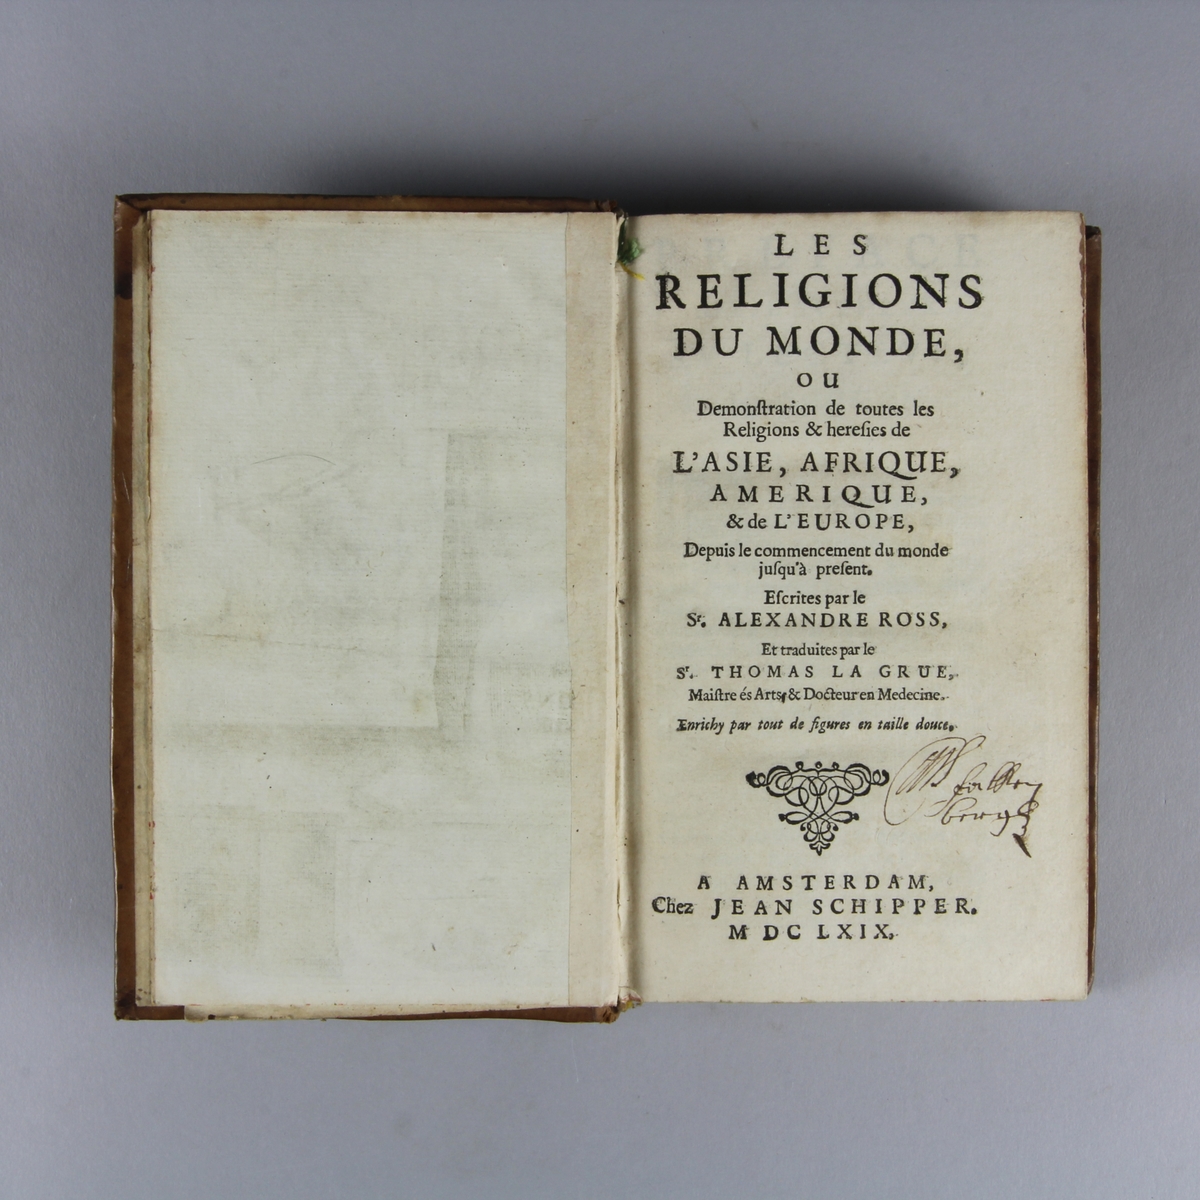 LES
RELIGIONS
DU MONDE,
OU
Demonſtration de toutes les
Religions & hereſies de
L'ASIE, AFRIQUE,
AMERIQUE,
& de L'EUROPE,
Depuis le commencement du monde
juſqu'à preſent.
Eſcrites par le
Sr. ALEXANDRE ROSS,
Et traduites par le
Sr. THOMAS LA GRUE,
Maiſtre és Arts, & Docteur en Medecine.
Enrichy par tout de figures en taille douce.
A AMSTERDAM,
Chez JEAN SCHIPPER.
M DC LXIX.